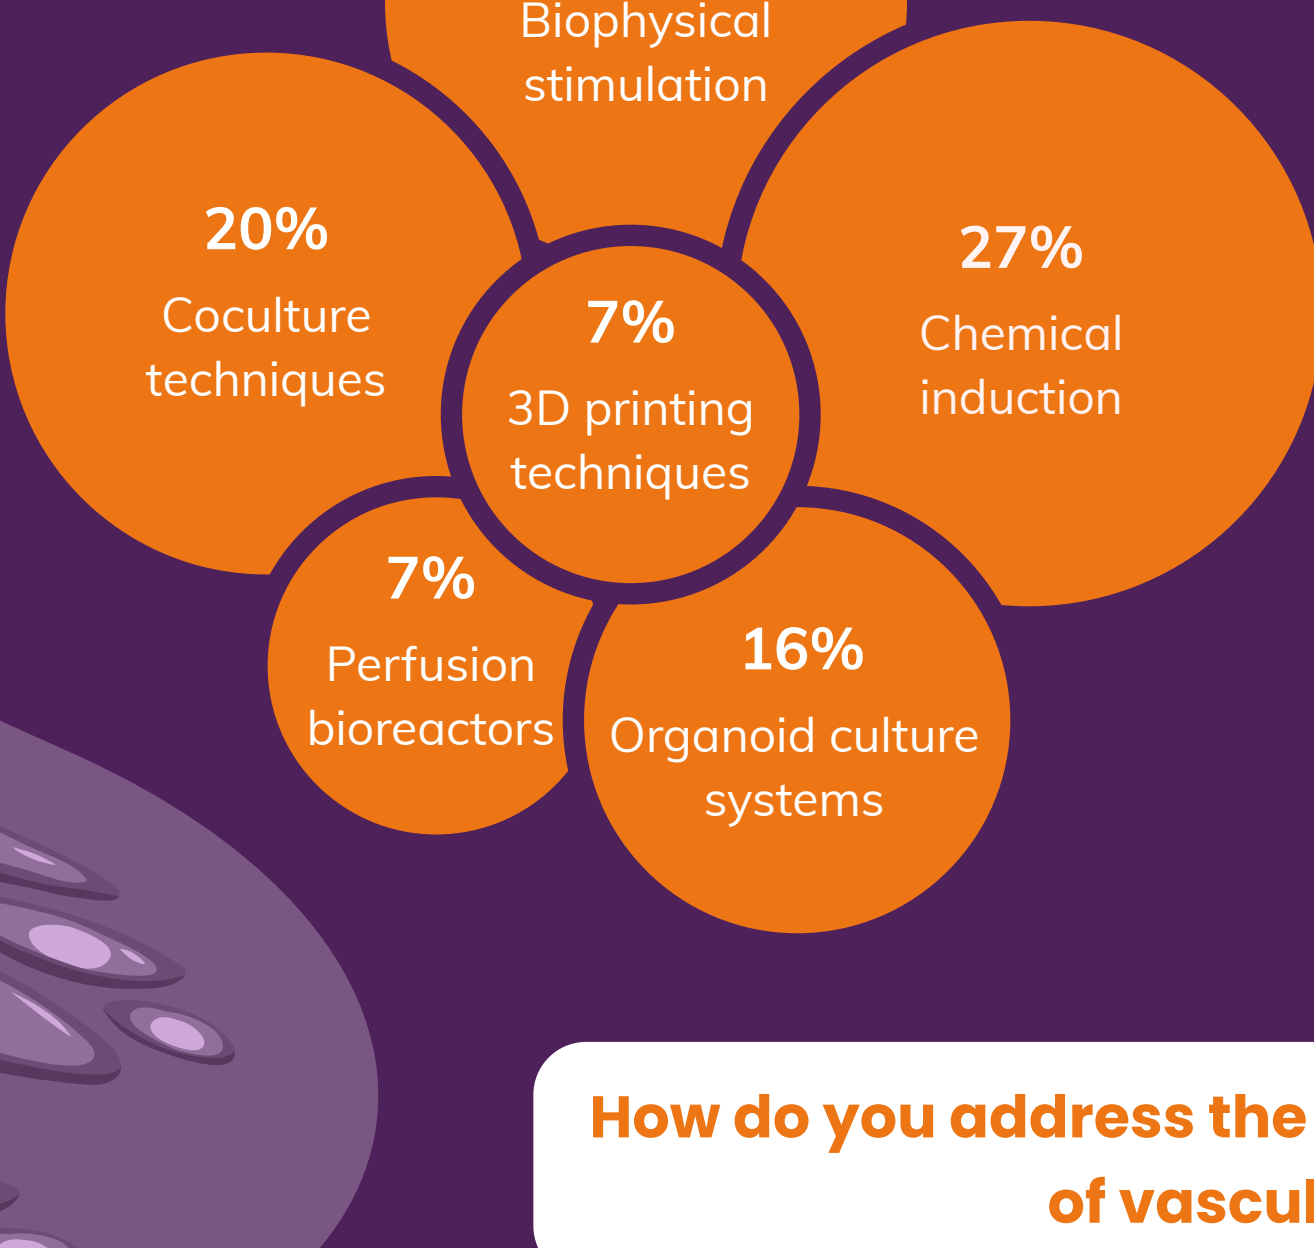 Biophysical
stimulation
20%
Coculture
techniques
27%
Chemical
induction
7%
3D printing
techniques
7%
Perfusion
bioreactors
16%
Organoid culture
systems
How do you address the
of vascul